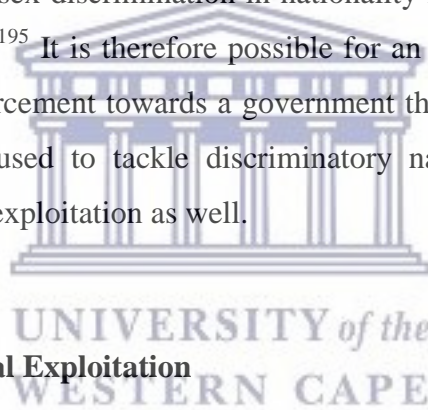 sex discrimination in nationality
195 It is therefore possible for an
rcement towards a government th
used to tackle discriminatory na
exploitation as well.
UNIVERSITY of the
al Exploitation
WESTERN CAPE